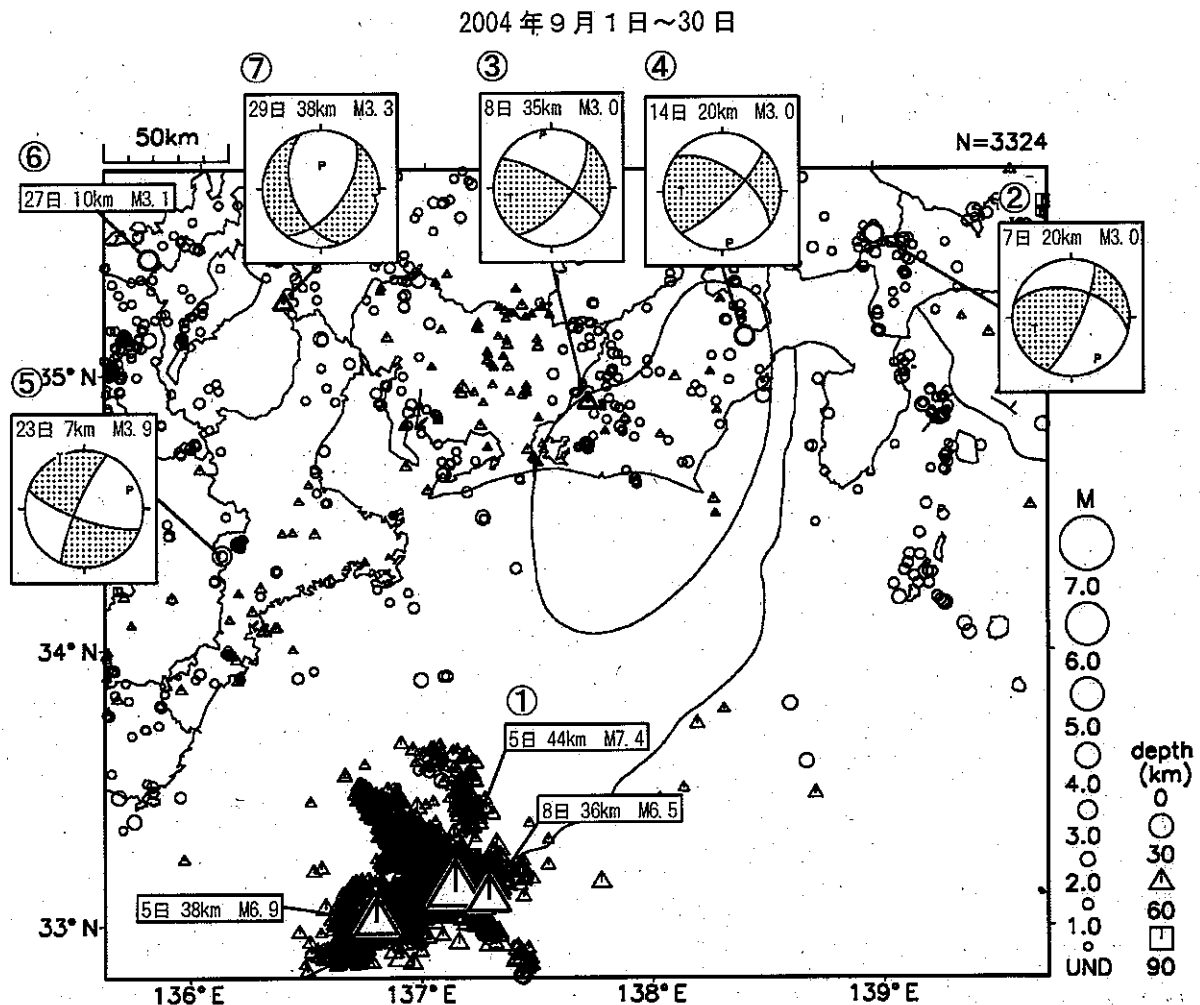 2004年9月1日～30日
⑦
③
④
29日 38km M3.3
P
8日 35km M3.0
P
T
14日 20km M3.0
T
P
50km
N=3324
⑥
27日 10km M3.1
②
7日 20km M3.0
T
P
35°N
⑤
23日 7km M3.9
T
P
34°N
①
5日 44km M7.4
8日 36km M6.5
5日 38km M6.9
33°N
136°E
137°E
138°E
139°E
M
7.0
6.0
5.0
4.0
3.0
2.0
1.0
UND
depth
(km)
0
30
60
90